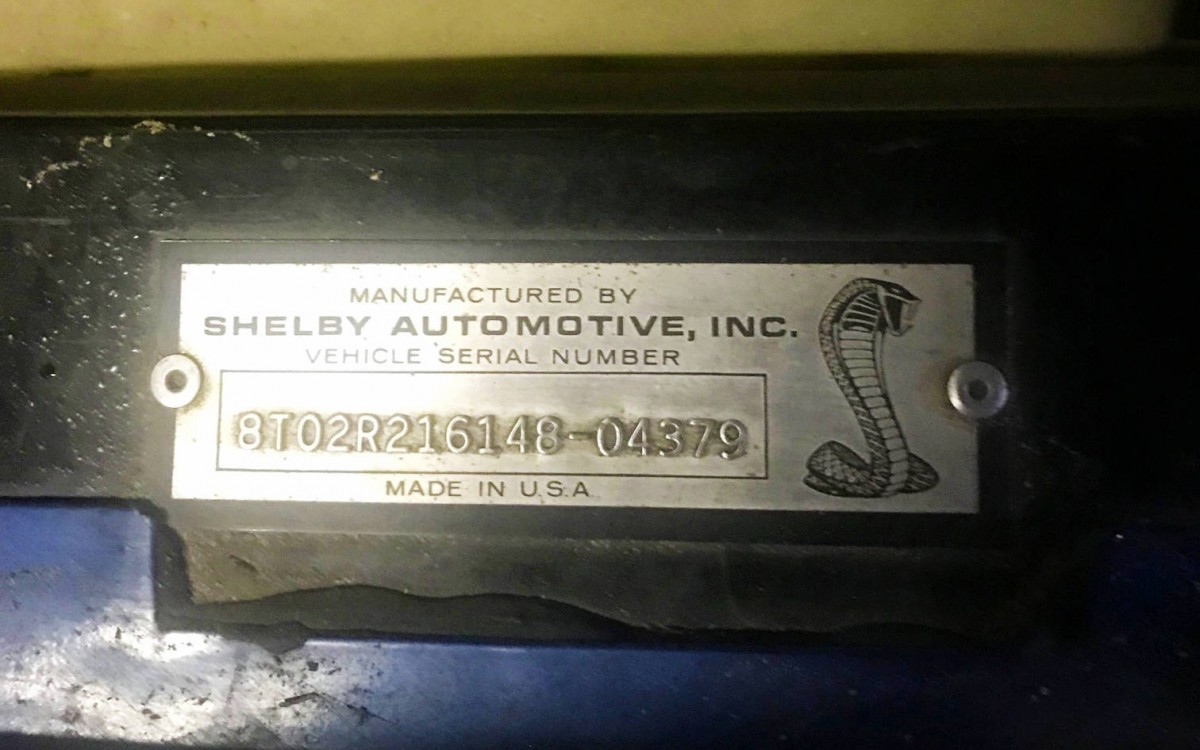 MANUFACTURED BY
SHELBY AUTOMOTIVE, INC.
VEHICLE SERIAL NUMBER
8T02R216148-04379
MADE IN U.S.A